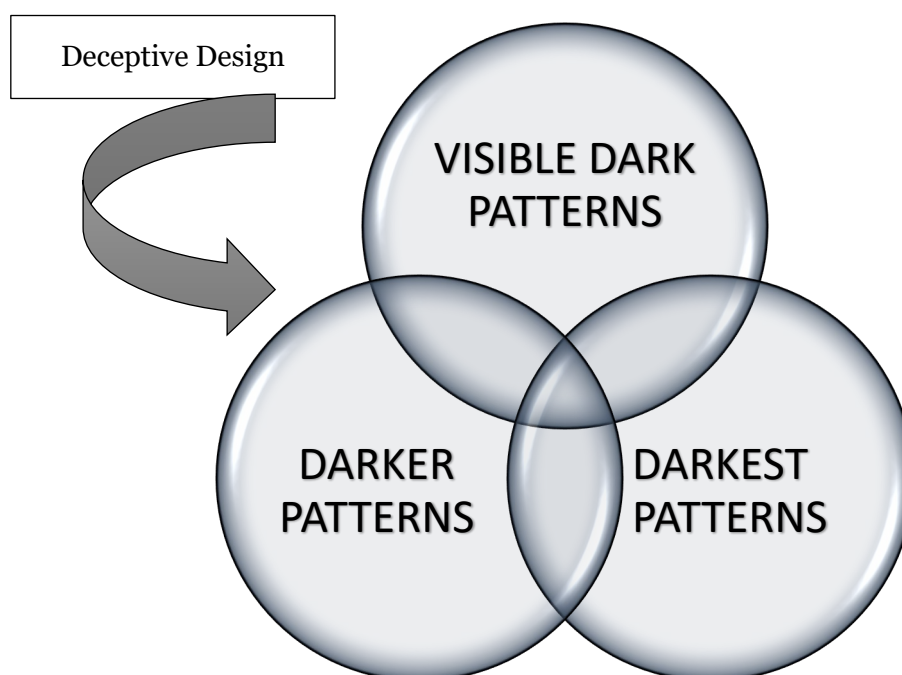 Deceptive Design
VISIBLE DARK
PATTERNS
DARKER
PATTERNS
DARKEST
PATTERNS